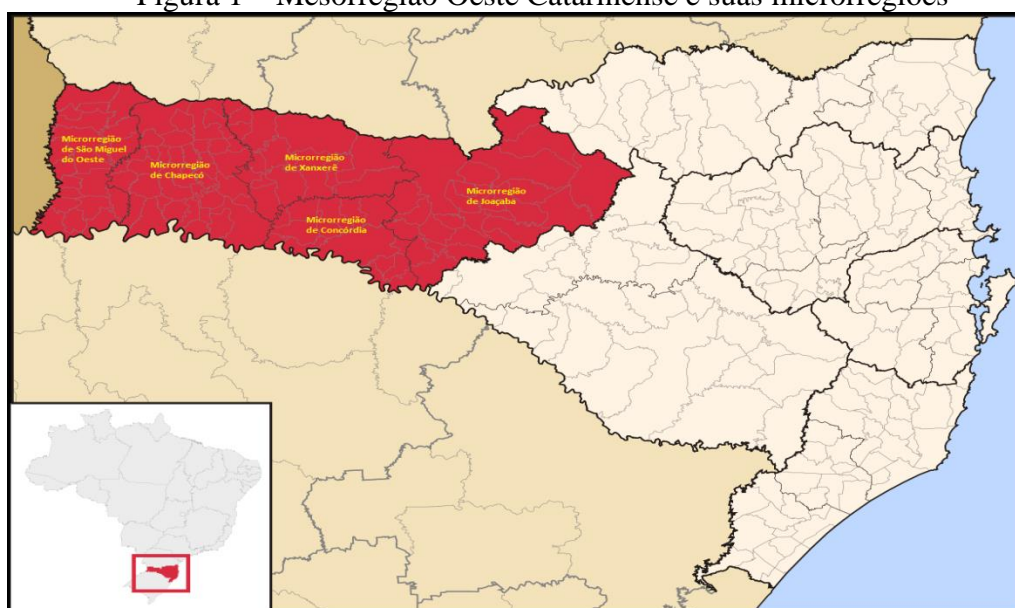 Figura 1 – Mesorregião Oeste Catarinense e suas microrregiões
Microrregião
de São Miguel
do Oeste
Microrregião
de Chapecó
Microrregião
de Xanxerê
Microrregião
de Concórdia
Microrregião
de Joaçaba